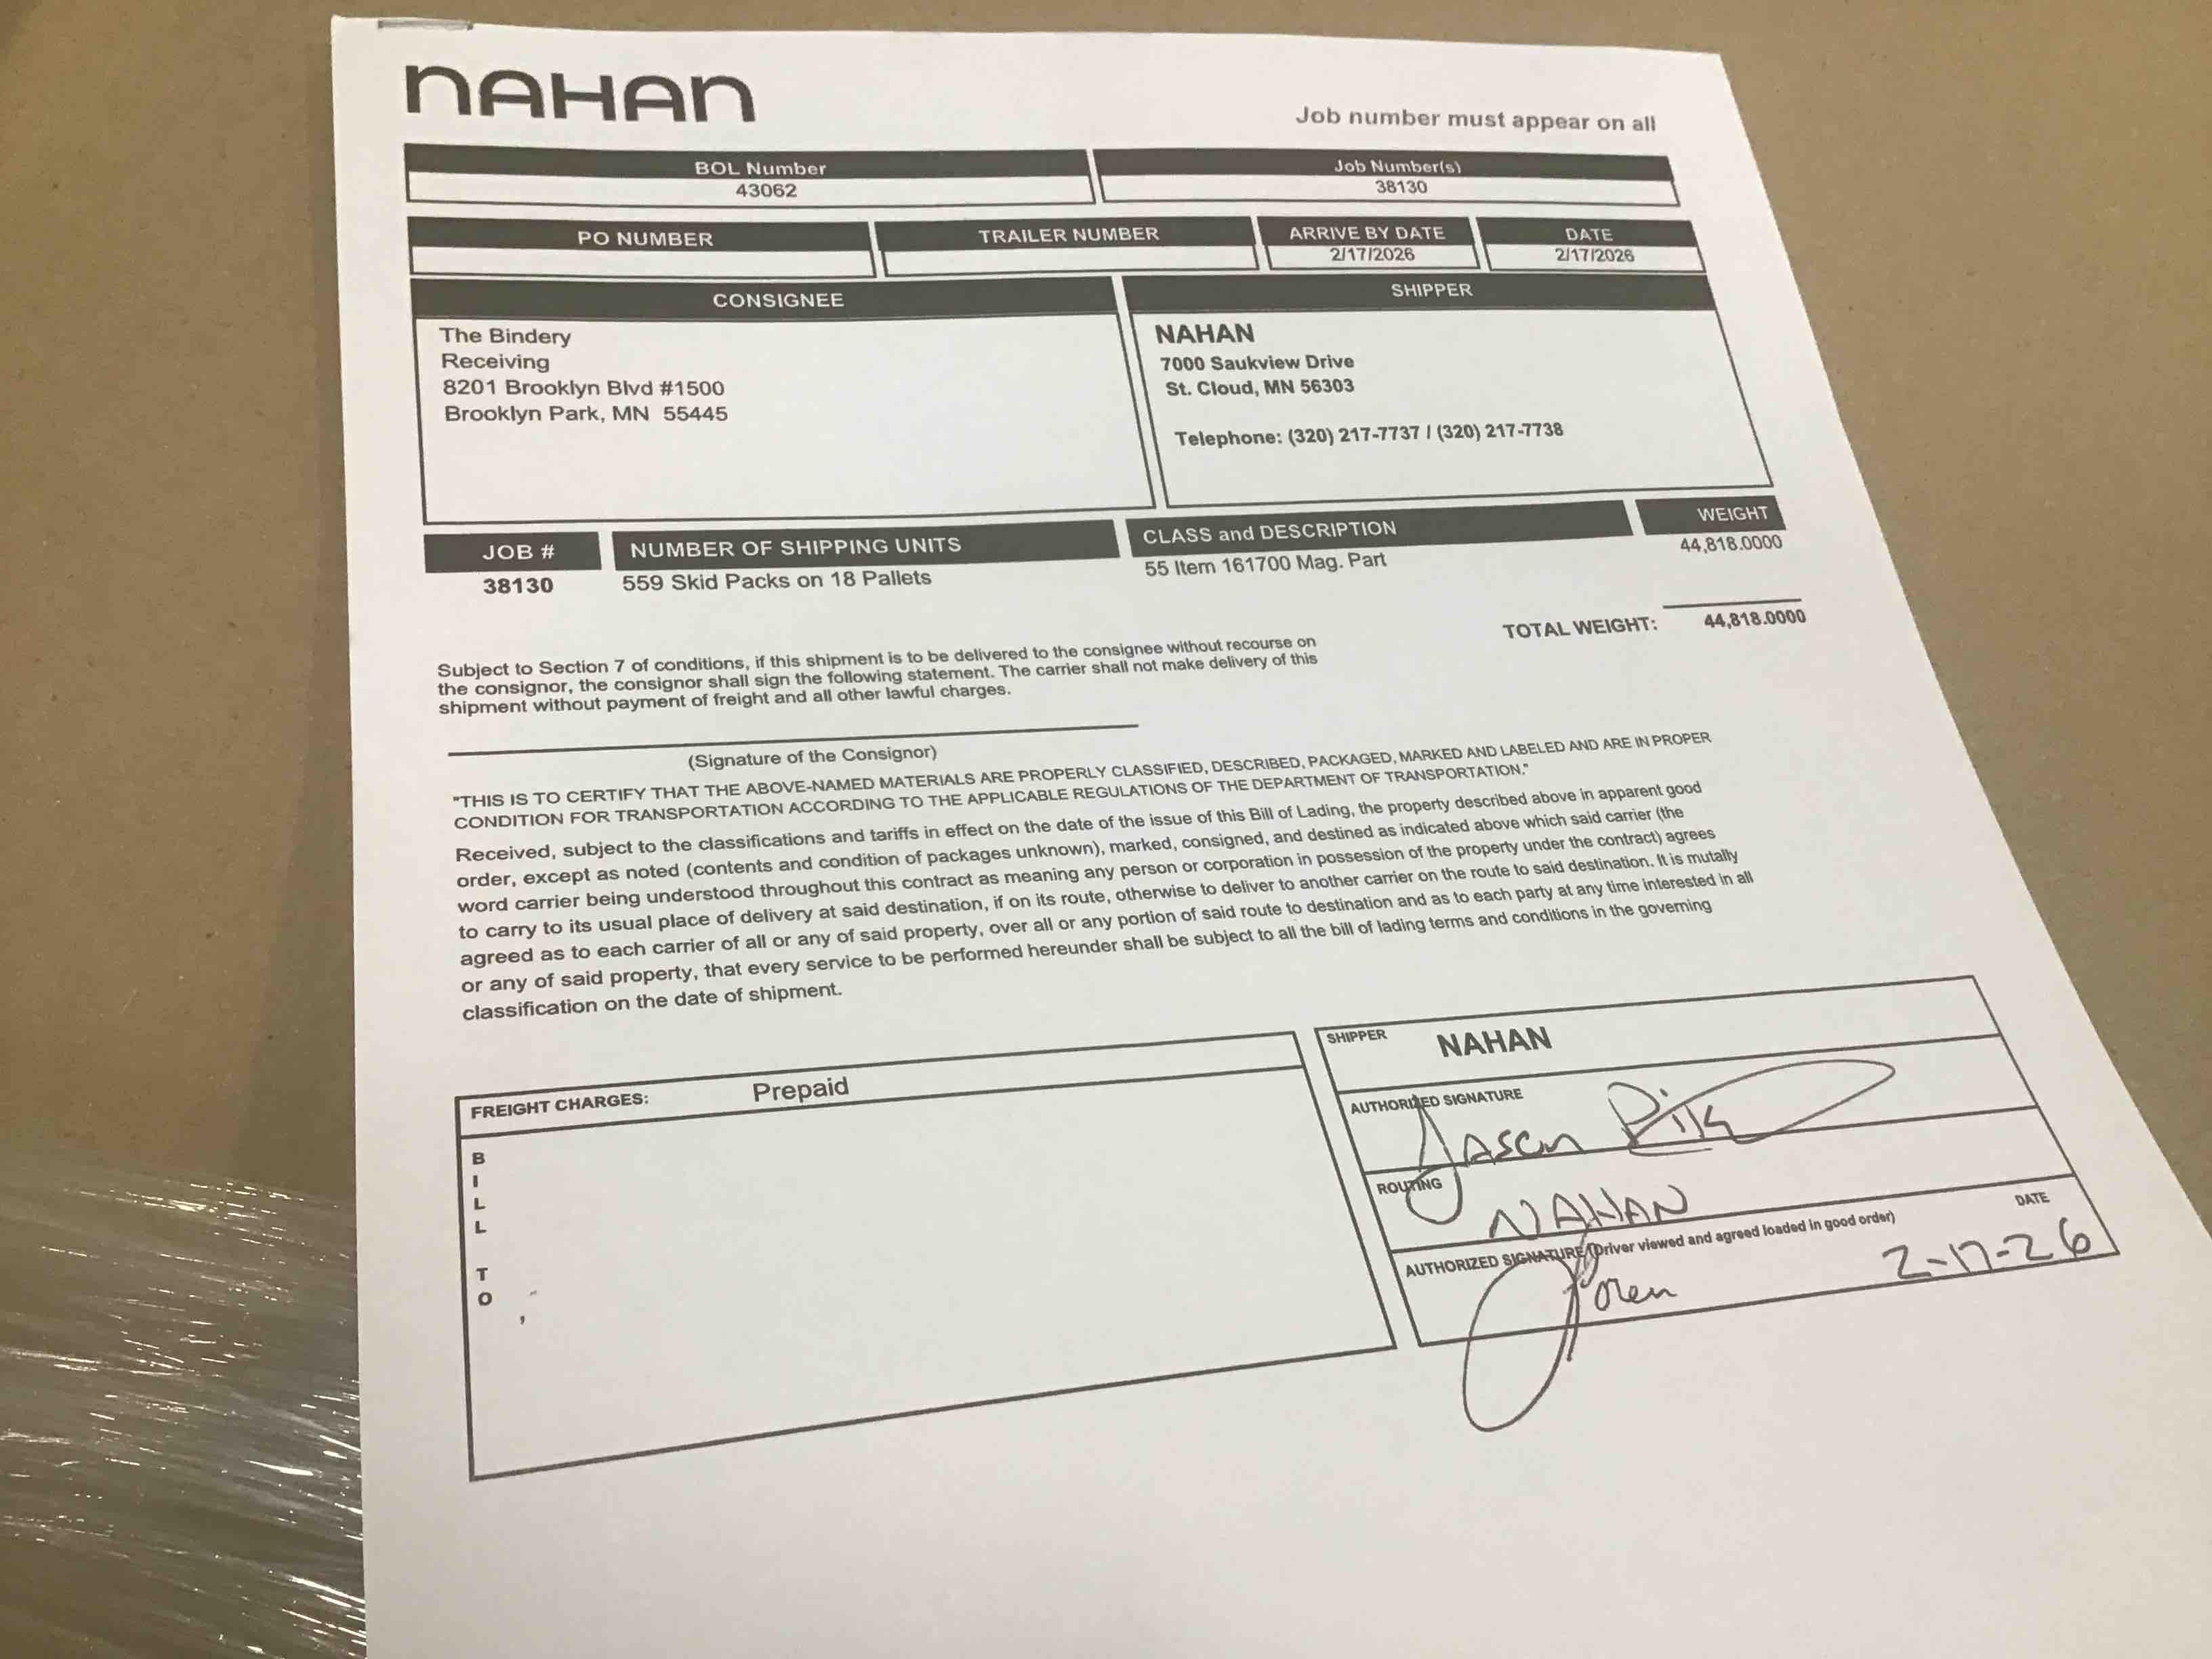 NAHAN
Job number must appear on all
BOL Number
43062
Job Number(s)
38130
PO NUMBER
TRAILER NUMBER
ARRIVE BY DATE
2/17/2026
DATE
2/17/2026
CONSIGNEE
The Bindery
Receiving
8201 Brooklyn Blvd #1500
Brooklyn Park, MN 55445
SHIPPER
NAHAN
7000 Saukview Drive
St. Cloud, MN 56303
Telephone: (320) 217-7737 / (320) 217-7738
JOB #
NUMBER OF SHIPPING UNITS
CLASS and DESCRIPTION
WEIGHT
38130
559 Skid Packs on 18 Pallets
55 Item 161700 Mag. Part
44,818.0000
TOTAL WEIGHT: 44,818.0000
Subject to Section 7 of conditions, if this shipment is to be delivered to the consignee without recourse on
the consignor, the consignor shall sign the following statement. The carrier shall not make delivery of this
shipment without payment of freight and all other lawful charges.
(Signature of the Consignor)
"THIS IS TO CERTIFY THAT THE ABOVE-NAMED MATERIALS ARE PROPERLY CLASSIFIED, DESCRIBED, PACKAGED, MARKED AND LABELED AND ARE IN PROPER
CONDITION FOR TRANSPORTATION ACCORDING TO THE APPLICABLE REGULATIONS OF THE DEPARTMENT OF TRANSPORTATION."
Received, subject to the classifications and tariffs in effect on the date of the issue of this Bill of Lading, the property described above in apparent good
order, except as noted (contents and condition of packages unknown), marked, consigned, and destined as indicated above which said carrier (the
word carrier being understood throughout this contract as meaning any person or corporation in possession of the property under the contract) agrees
to carry to its usual place of delivery at said destination, if on its route, otherwise to deliver to another carrier on the route to said destination. It is mutally
agreed as to each carrier of all or any of said property, over all or any portion of said route to destination and as to each party at any time interested in all
or any of said property, that every service to be performed hereunder shall be subject to all the bill of lading terms and conditions in the governing
classification on the date of shipment.
FREIGHT CHARGES: Prepaid
BILL TO
,
SHIPPER NAHAN
AUTHORIZED SIGNATURE
Jason
ROUTING
NAHAN
AUTHORIZED SIGNATURE (Driver viewed and agreed loaded in good order)
DATE
2-17-26